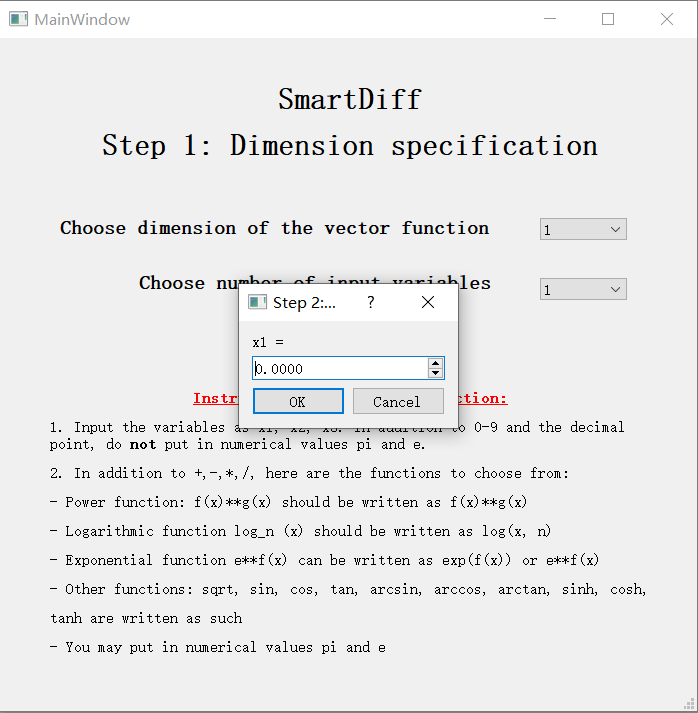 MainWindow
SmartDiff
Step 1: Dimension specification
Choose dimension of the vector function
1
Choose number of input variables
1
Step 2:... ?
x1 =
0.0000
OK
Cancel
Instr ction:
1. Input the variables as x1, x2, x3. In addition to 0-9 and the decimal
point, do not put in numerical values pi and e.
2. In addition to +,-,*,/, here are the functions to choose from:
- Power function: f(x)**g(x) should be written as f(x)**g(x)
- Logarithmic function log_n (x) should be written as log(x, n)
- Exponential function e**f(x) can be written as exp(f(x)) or e**f(x)
- Other functions: sqrt, sin, cos, tan, arcsin, arccos, arctan, sinh, cosh,
tanh are written as such
- You may put in numerical values pi and e